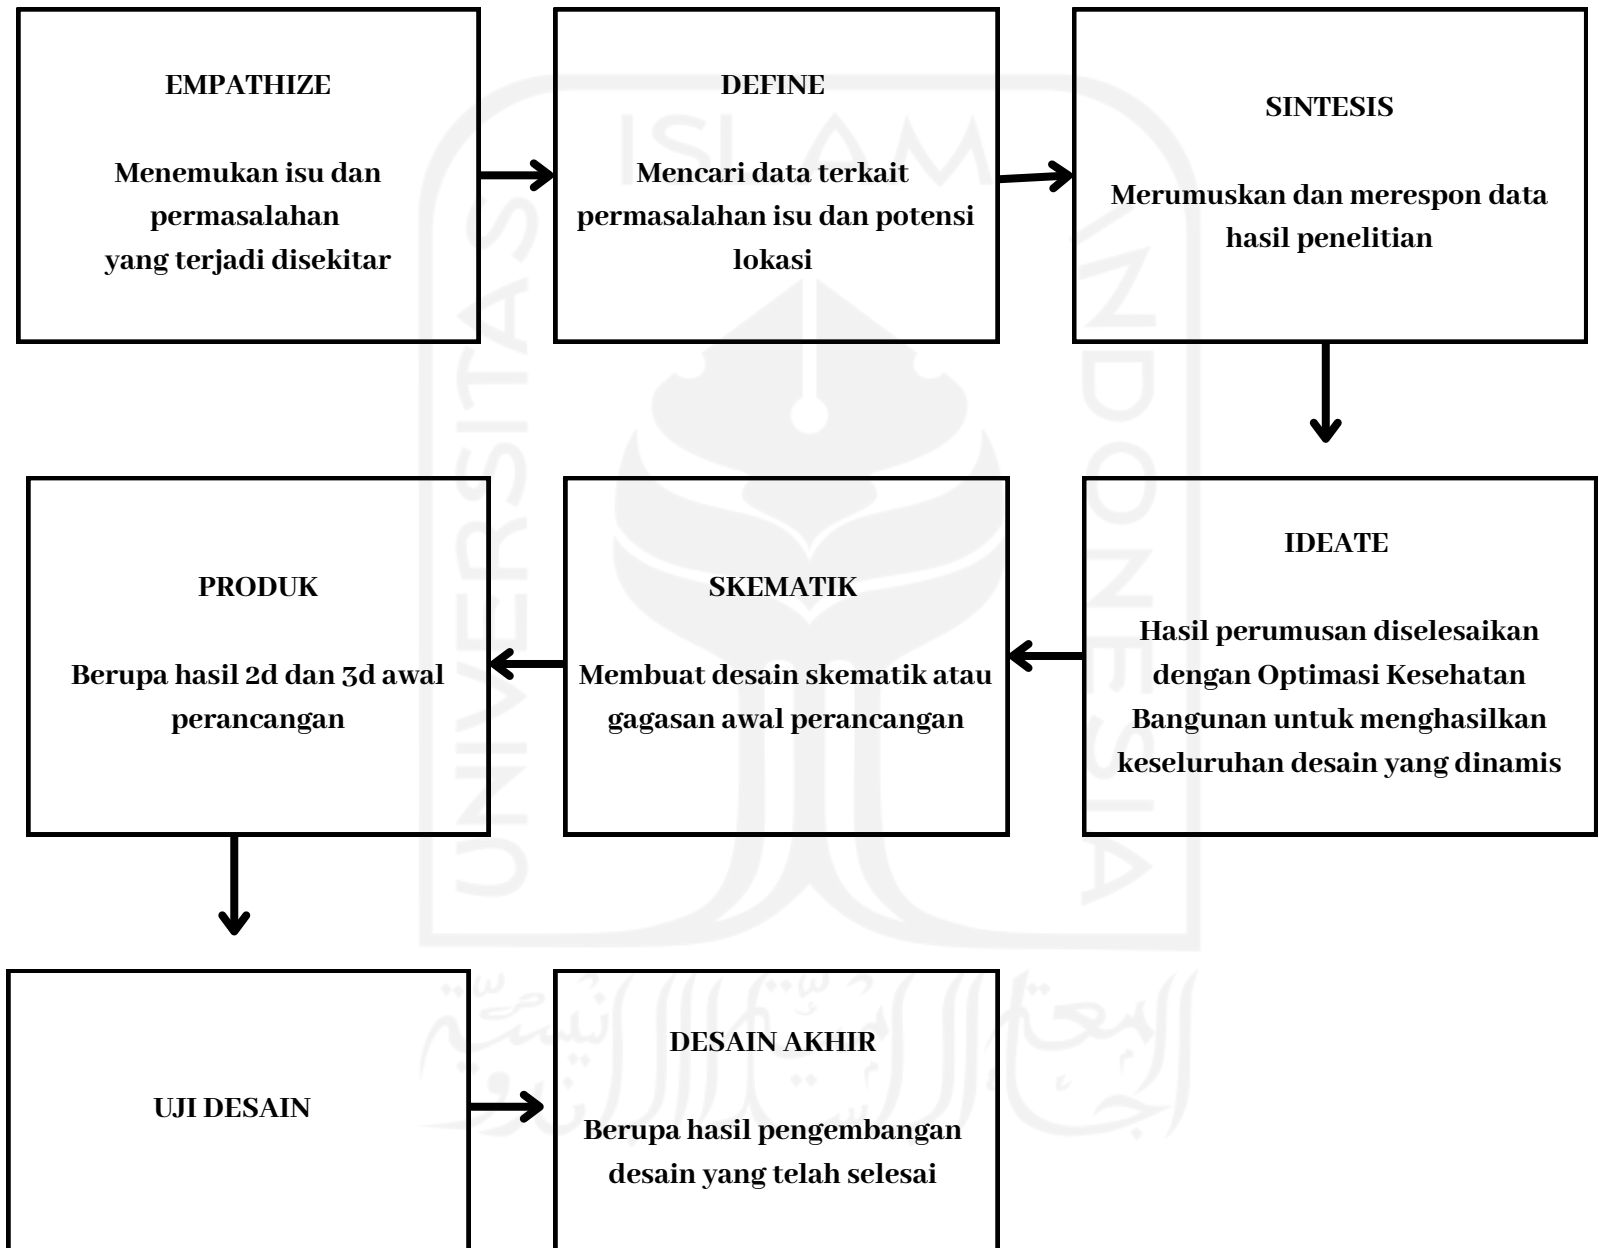 EMPATHIZE
Menemukan isu dan
permasalahan
yang terjadi disekitar
DEFINE
Mencari data terkait
permasalahan isu dan potensi
lokasi
SINTESIS
Merumuskan dan merespon data
hasil penelitian
IDEATE
Hasil perumusan diselesaikan
dengan Optimasi Kesehatan
Bangunan untuk menghasilkan
keseluruhan desain yang dinamis
SKEMATIK
Membuat desain skematik atau
gagasan awal perancangan
PRODUK
Berupa hasil 2d dan 3d awal
perancangan
UJI DESAIN
DESAIN AKHIR
Berupa hasil pengembangan
desain yang telah selesai
UNIVERSITAS
ISLAM
INDONESIA